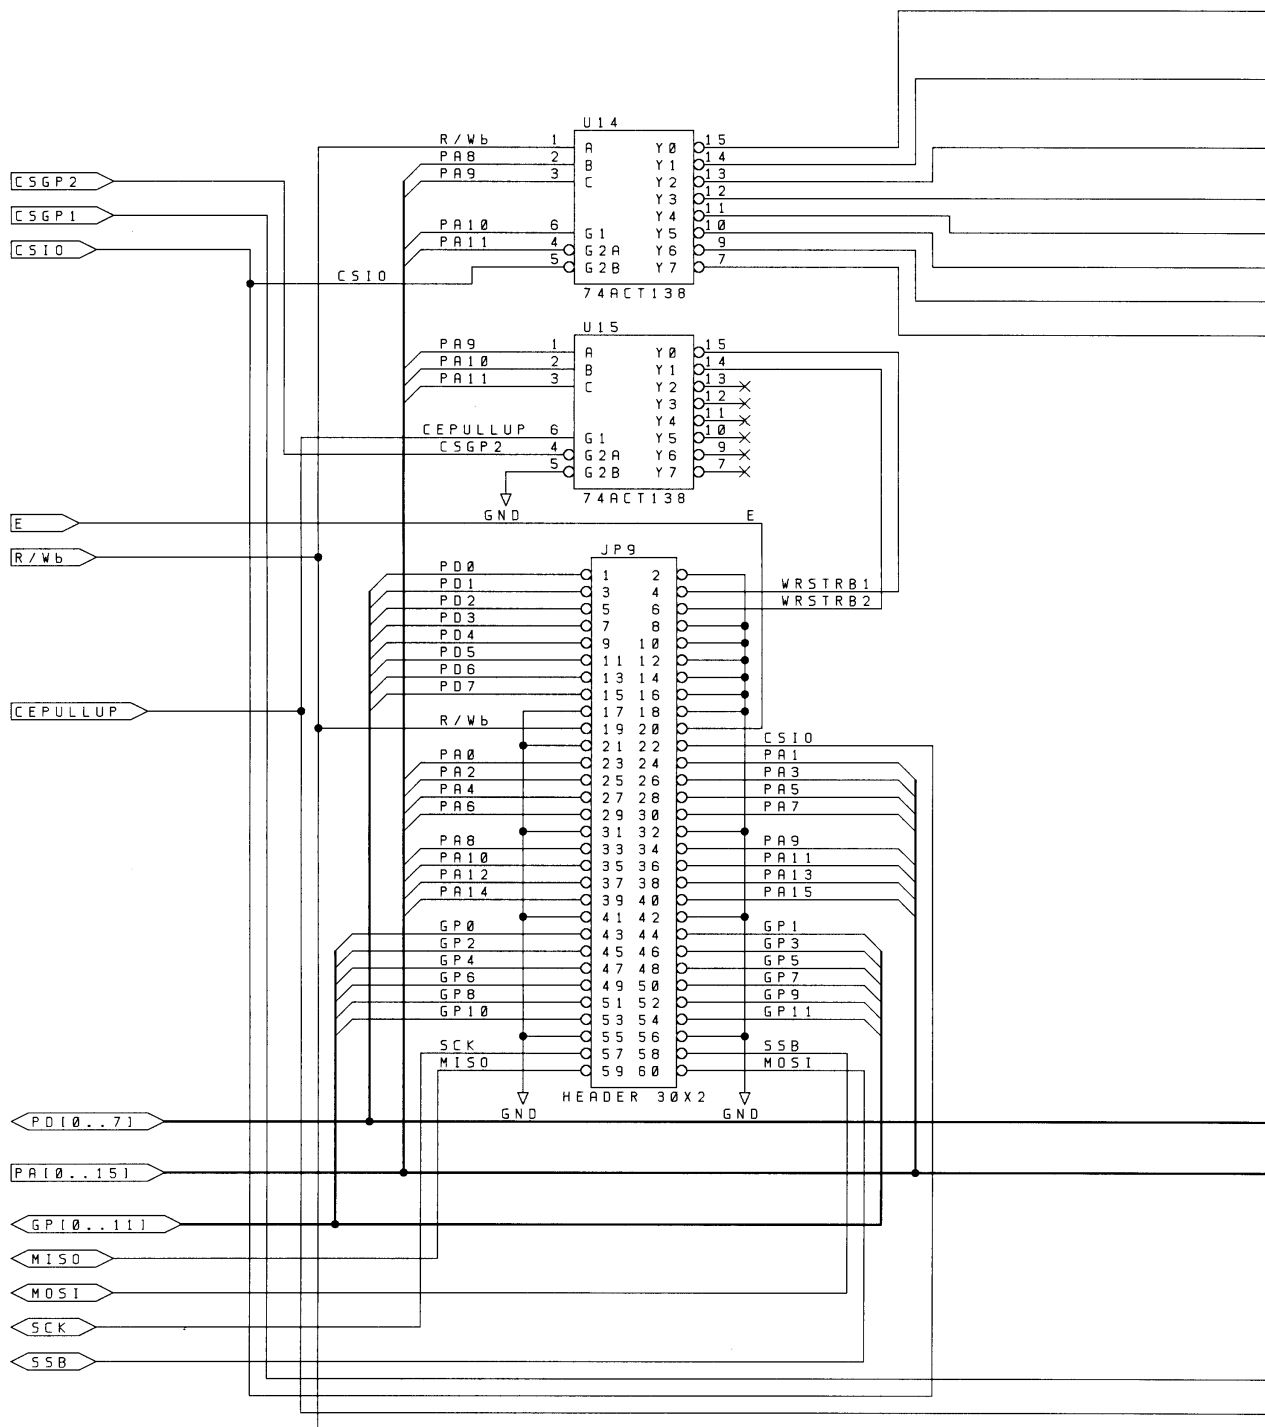 U14
R/Wb 1 A Y0 15
PA8 2 B Y1 14
PA9 3 C Y2 13
Y3 12
Y4 11
PA10 6 G1 Y5 10
PA11 4 G2A Y6 9
CSIO 5 G2B Y7 7
74ACT138
CSGP2
CSGP1
CSIO
U15
PA9 1 A Y0 15
PA10 2 B Y1 14
PA11 3 C Y2 13
Y3 12
Y4 11
CEPULLUP 6 G1 Y5 10
CSGP2 4 G2A Y6 9
5 G2B Y7 7
74ACT138
GND
E E
R/Wb
JP9
PD0 1 2
PD1 3 4 WRSTRB1
PD2 5 6 WRSTRB2
PD3 7 8
PD4 9 10
PD5 11 12
PD6 13 14
PD7 15 16
CEPULLUP
17 18
R/Wb 19 20
21 22 CSIO
PA0 23 24 PA1
PA2 25 26 PA3
PA4 27 28 PA5
PA6 29 30 PA7
31 32
PA8 33 34 PA9
PA10 35 36 PA11
PA12 37 38 PA13
PA14 39 40 PA15
41 42
GP0 43 44 GP1
GP2 45 46 GP3
GP4 47 48 GP5
GP6 49 50 GP7
GP8 51 52 GP9
GP10 53 54 GP11
55 56
SCK 57 58 SSB
MISO 59 60 MOSI
HEADER 30X2
GND GND
PD[0..7]
PA[0..15]
GP[0..11]
MISO
MOSI
SCK
SSB